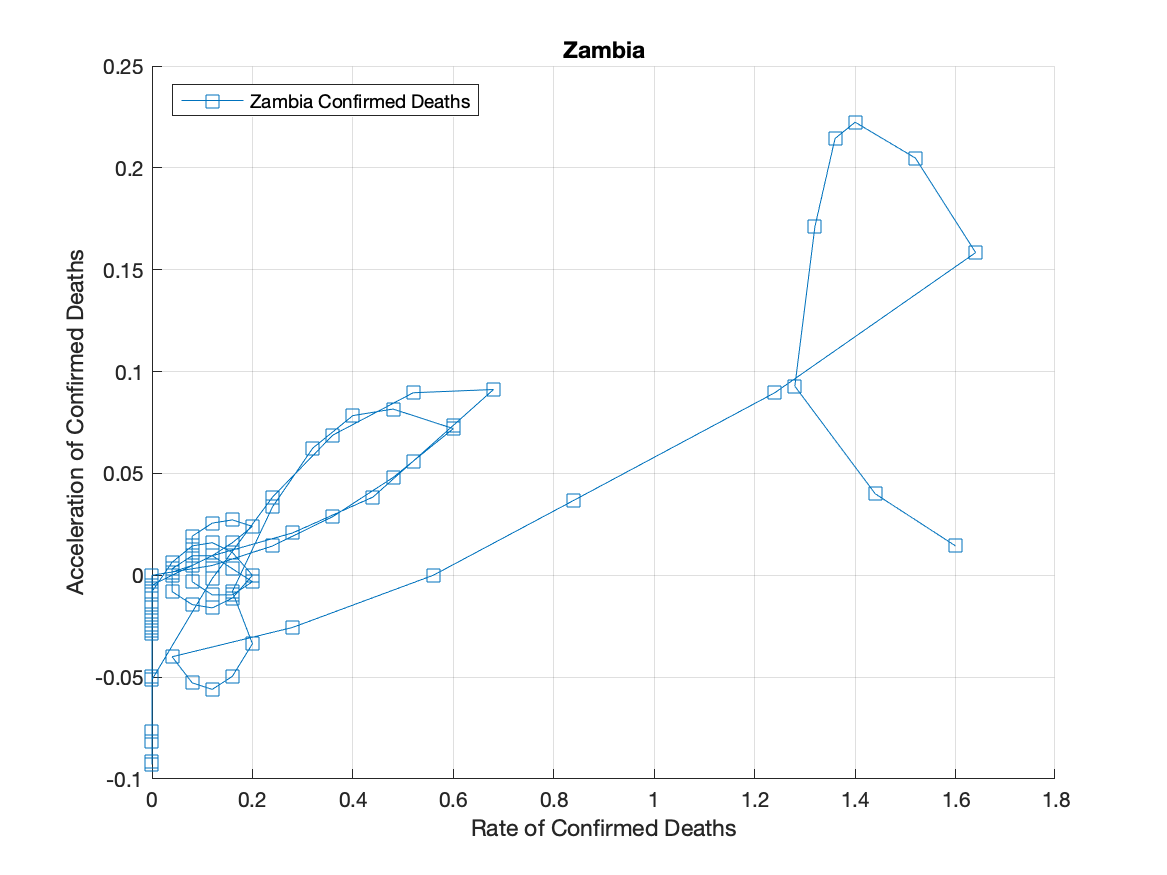 Zambia
Zambia Confirmed Deaths
Acceleration of Confirmed Deaths
0.25
0.2
0.15
0.1
0.05
0
-0.05
-0.1
0 0.2 0.4 0.6 0.8 1 1.2 1.4 1.6 1.8
Rate of Confirmed Deaths